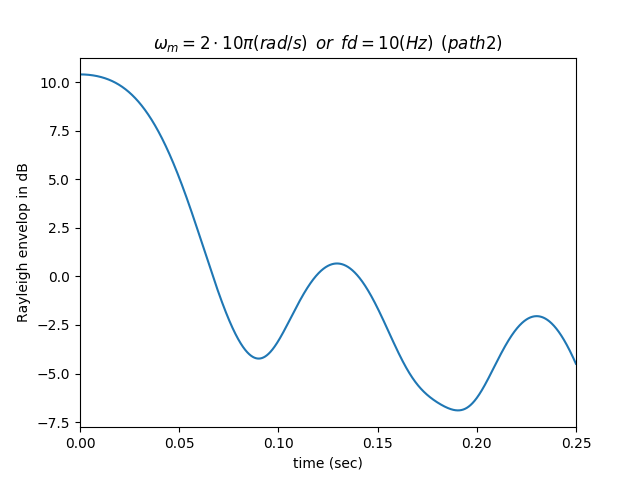 ω_m = 2 · 10π(rad/s) or fd = 10(Hz) (path2)
Rayleigh envelop in dB
10.0
7.5
5.0
2.5
0.0
−2.5
−5.0
−7.5
0.00 0.05 0.10 0.15 0.20 0.25
time (sec)